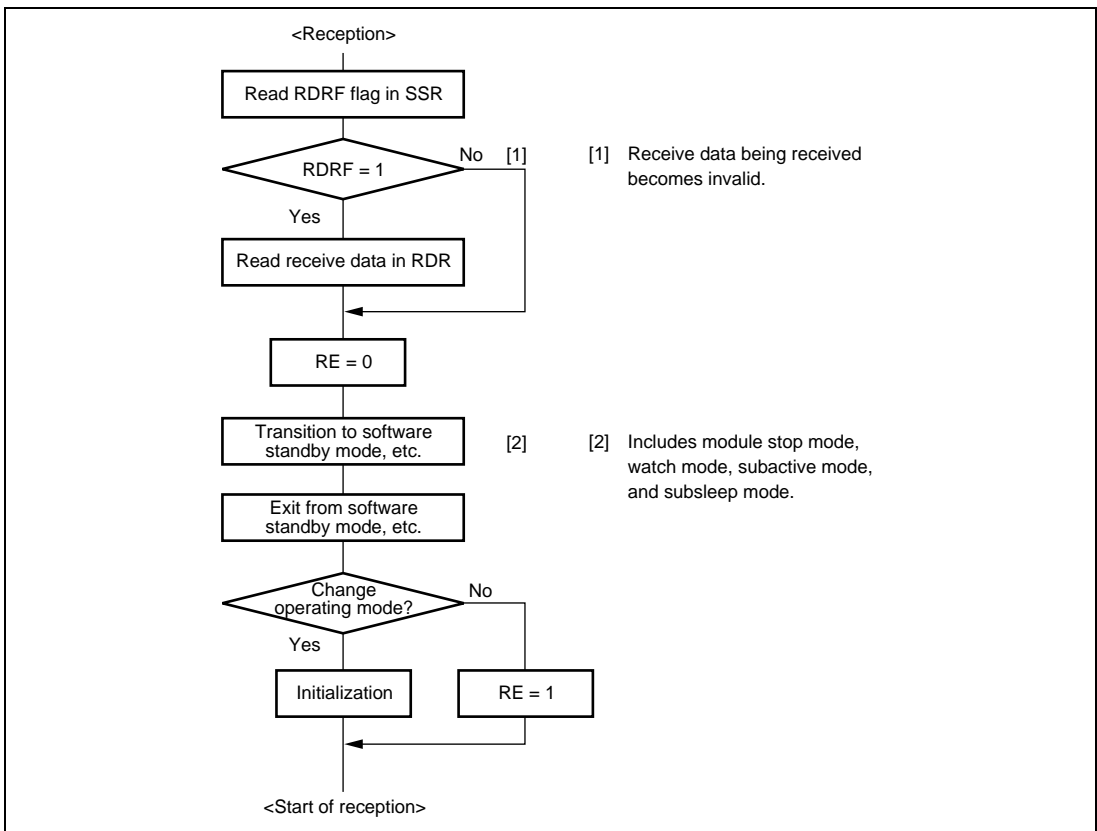 <Reception>
Read RDRF flag in SSR
RDRF = 1
No [1]
[1] Receive data being received
becomes invalid.
Yes
Read receive data in RDR
RE = 0
Transition to software
standby mode, etc.
[2]
[2] Includes module stop mode,
watch mode, subactive mode,
and subsleep mode.
Exit from software
standby mode, etc.
Change
operating mode?
No
Yes
Initialization
RE = 1
<Start of reception>